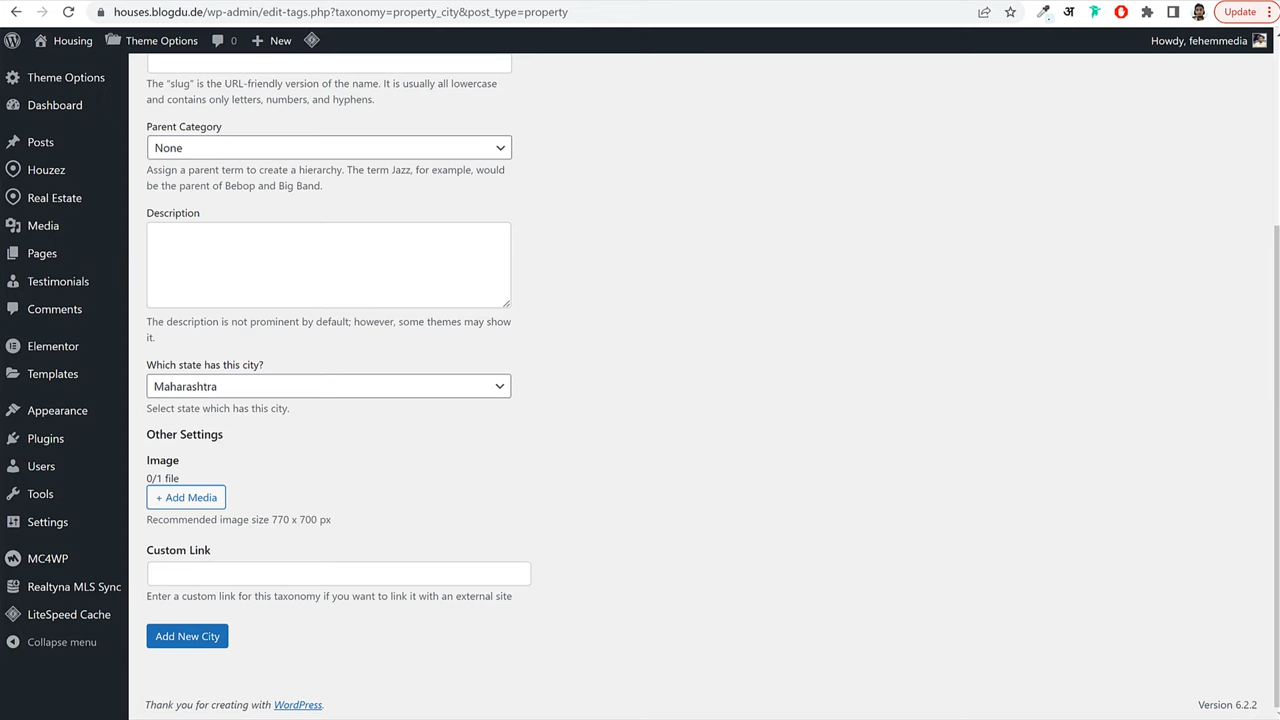 houses.blogdu.de/wp-admin/edit-tags.php?taxonomy=property_city&post_type=property
अ
Update
Housing
Theme Options
0
New
Howdy, fehemmedia
Theme Options
Dashboard
Posts
Houzez
Real Estate
Media
Pages
Testimonials
Comments
Elementor
Templates
Appearance
Plugins
Users
Tools
Settings
MC4WP
Realtyna MLS Sync
LiteSpeed Cache
Collapse menu
The “slug” is the URL-friendly version of the name. It is usually all lowercase
and contains only letters, numbers, and hyphens.
Parent Category
None
Assign a parent term to create a hierarchy. The term Jazz, for example, would
be the parent of Bebop and Big Band.
Description
The description is not prominent by default; however, some themes may show
it.
Which state has this city?
Maharashtra
Select state which has this city.
Other Settings
Image
0/1 file
+ Add Media
Recommended image size 770 x 700 px
Custom Link
Enter a custom link for this taxonomy if you want to link it with an external site
Add New City
Thank you for creating with WordPress.
Version 6.2.2